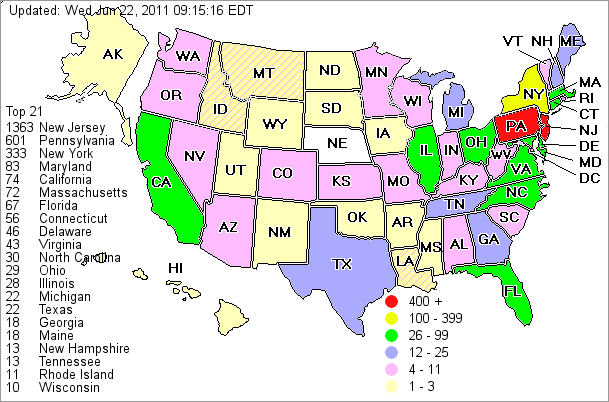 Updated: Wed Jun 22, 2011 09:15:16 EDT
Top 21
1363 New Jersey
601 Pennsylvania
333 New York
83 Maryland
74 California
72 Massachusetts
67 Florida
56 Connecticut
46 Delaware
43 Virginia
30 North Carolina
29 Ohio
28 Illinois
22 Michigan
22 Texas
18 Georgia
18 Maine
13 New Hampshire
13 Tennessee
11 Rhode Island
10 Wisconsin
AK
WA
OR
CA
NV
ID
MT
WY
UT
AZ
CO
NM
ND
SD
NE
KS
OK
TX
MN
IA
MO
AR
LA
WI
IL
MS
MI
IN
KY
TN
AL
OH
WV
GA
FL
SC
NC
VA
PA
NY
VT
NH
ME
MA
RI
CT
NJ
DE
MD
DC
HI
400 +
100 - 399
26 - 99
12 - 25
4 - 11
1 - 3